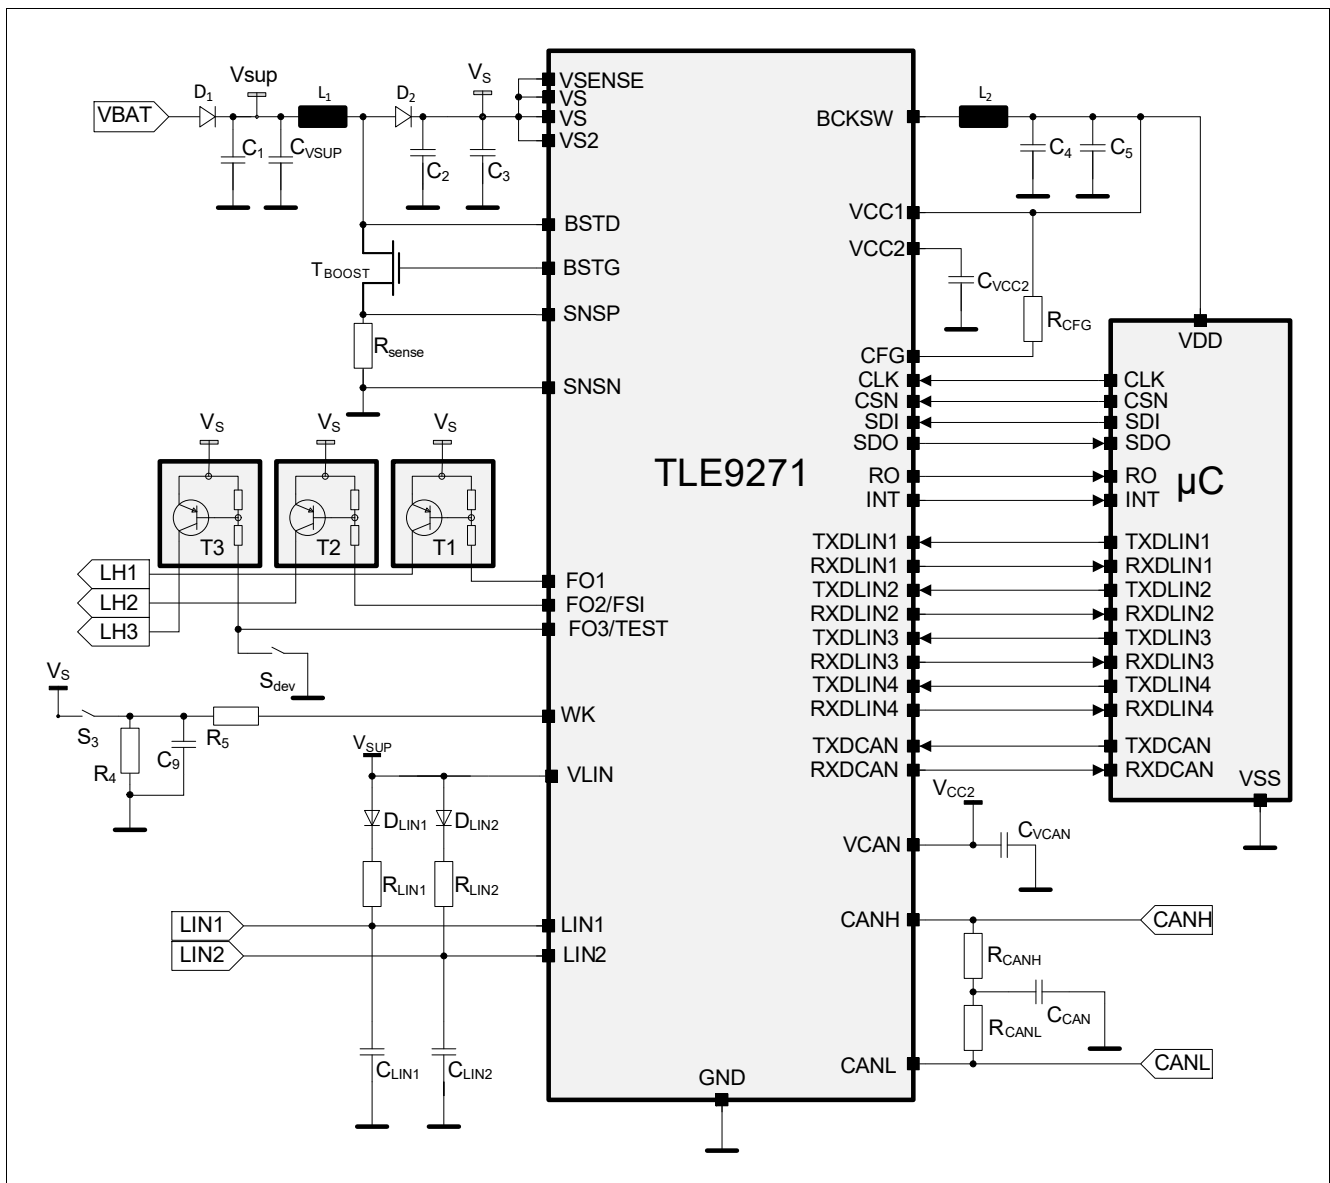 Vsup
VBAT
D1
L1
D2
VS
C1
CVSUP
C2
C3
VSENSE
VS
VS
VS2
BSTD
BSTG
SNSP
SNSN
TBOOST
Rsense
VS
VS
VS
T3
T2
T1
LH1
LH2
LH3
FO1
FO2/FSI
FO3/TEST
Sdev
VS
S3
R4
C9
R5
WK
VSUP
VLIN
DLIN1
DLIN2
RLIN1
RLIN2
LIN1
LIN2
LIN1
LIN2
CLIN1
CLIN2
TLE9271
GND
BCKSW
L2
C4
C5
VCC1
VCC2
CVCC2
RCFG
CFG
CLK
CSN
SDI
SDO
RO
INT
TXDLIN1
RXDLIN1
TXDLIN2
RXDLIN2
TXDLIN3
RXDLIN3
TXDLIN4
RXDLIN4
TXDCAN
RXDCAN
VDD
CLK
CSN
SDI
SDO
RO
INT
µC
TXDLIN1
RXDLIN1
TXDLIN2
RXDLIN2
TXDLIN3
RXDLIN3
TXDLIN4
RXDLIN4
TXDCAN
RXDCAN
VSS
VCC2
VCAN
CVCAN
CANH
CANH
RCANH
CCAN
RCANL
CANL
CANL